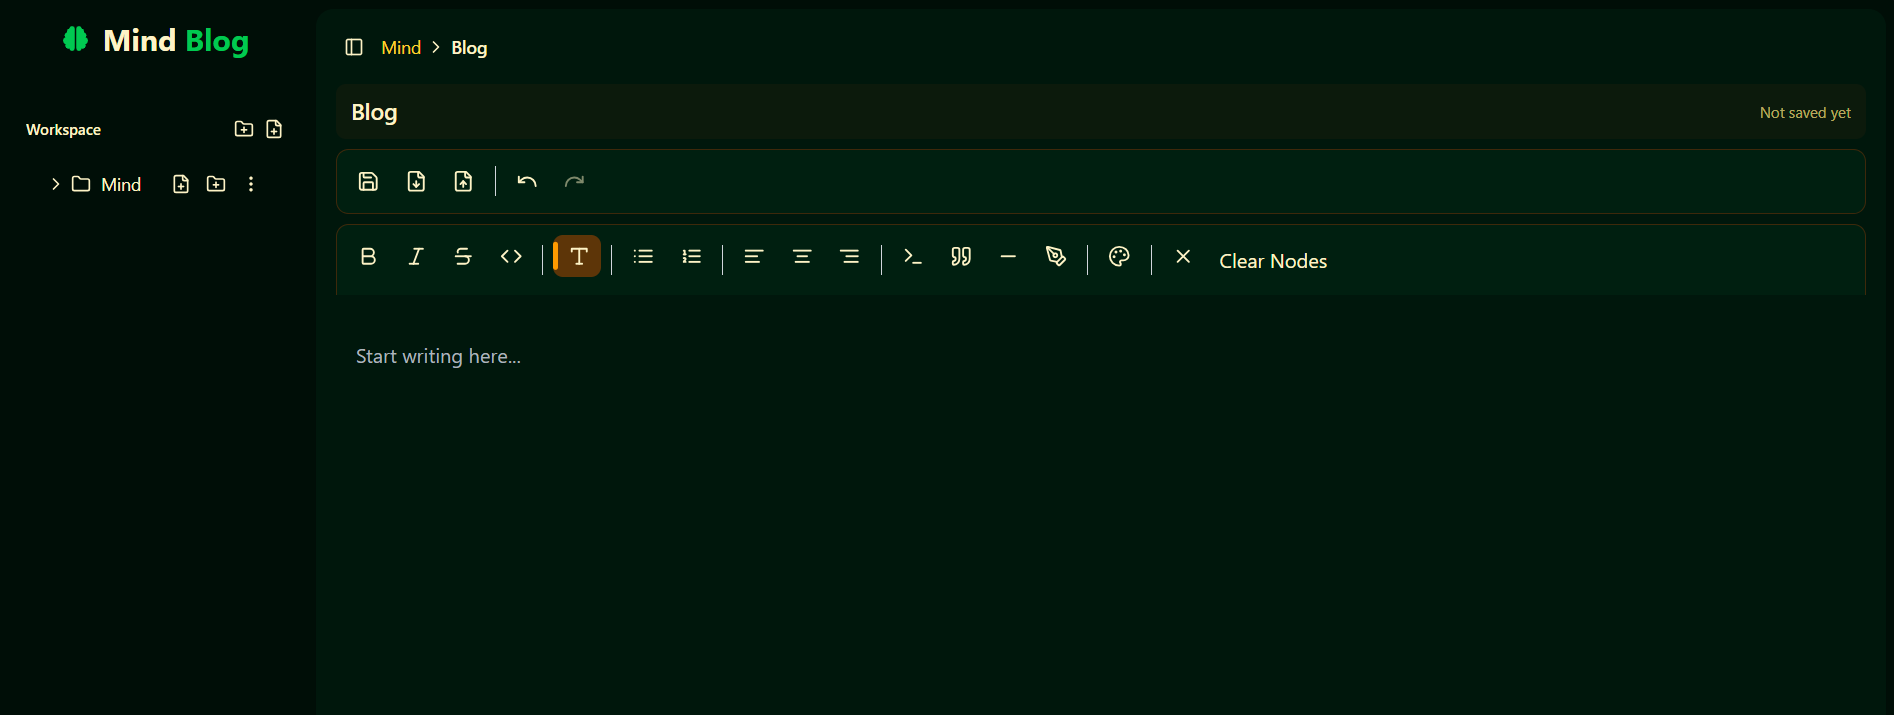 Mind Blog
Workspace
Mind
Mind > Blog
Blog
Not saved yet
Clear Nodes
Start writing here...